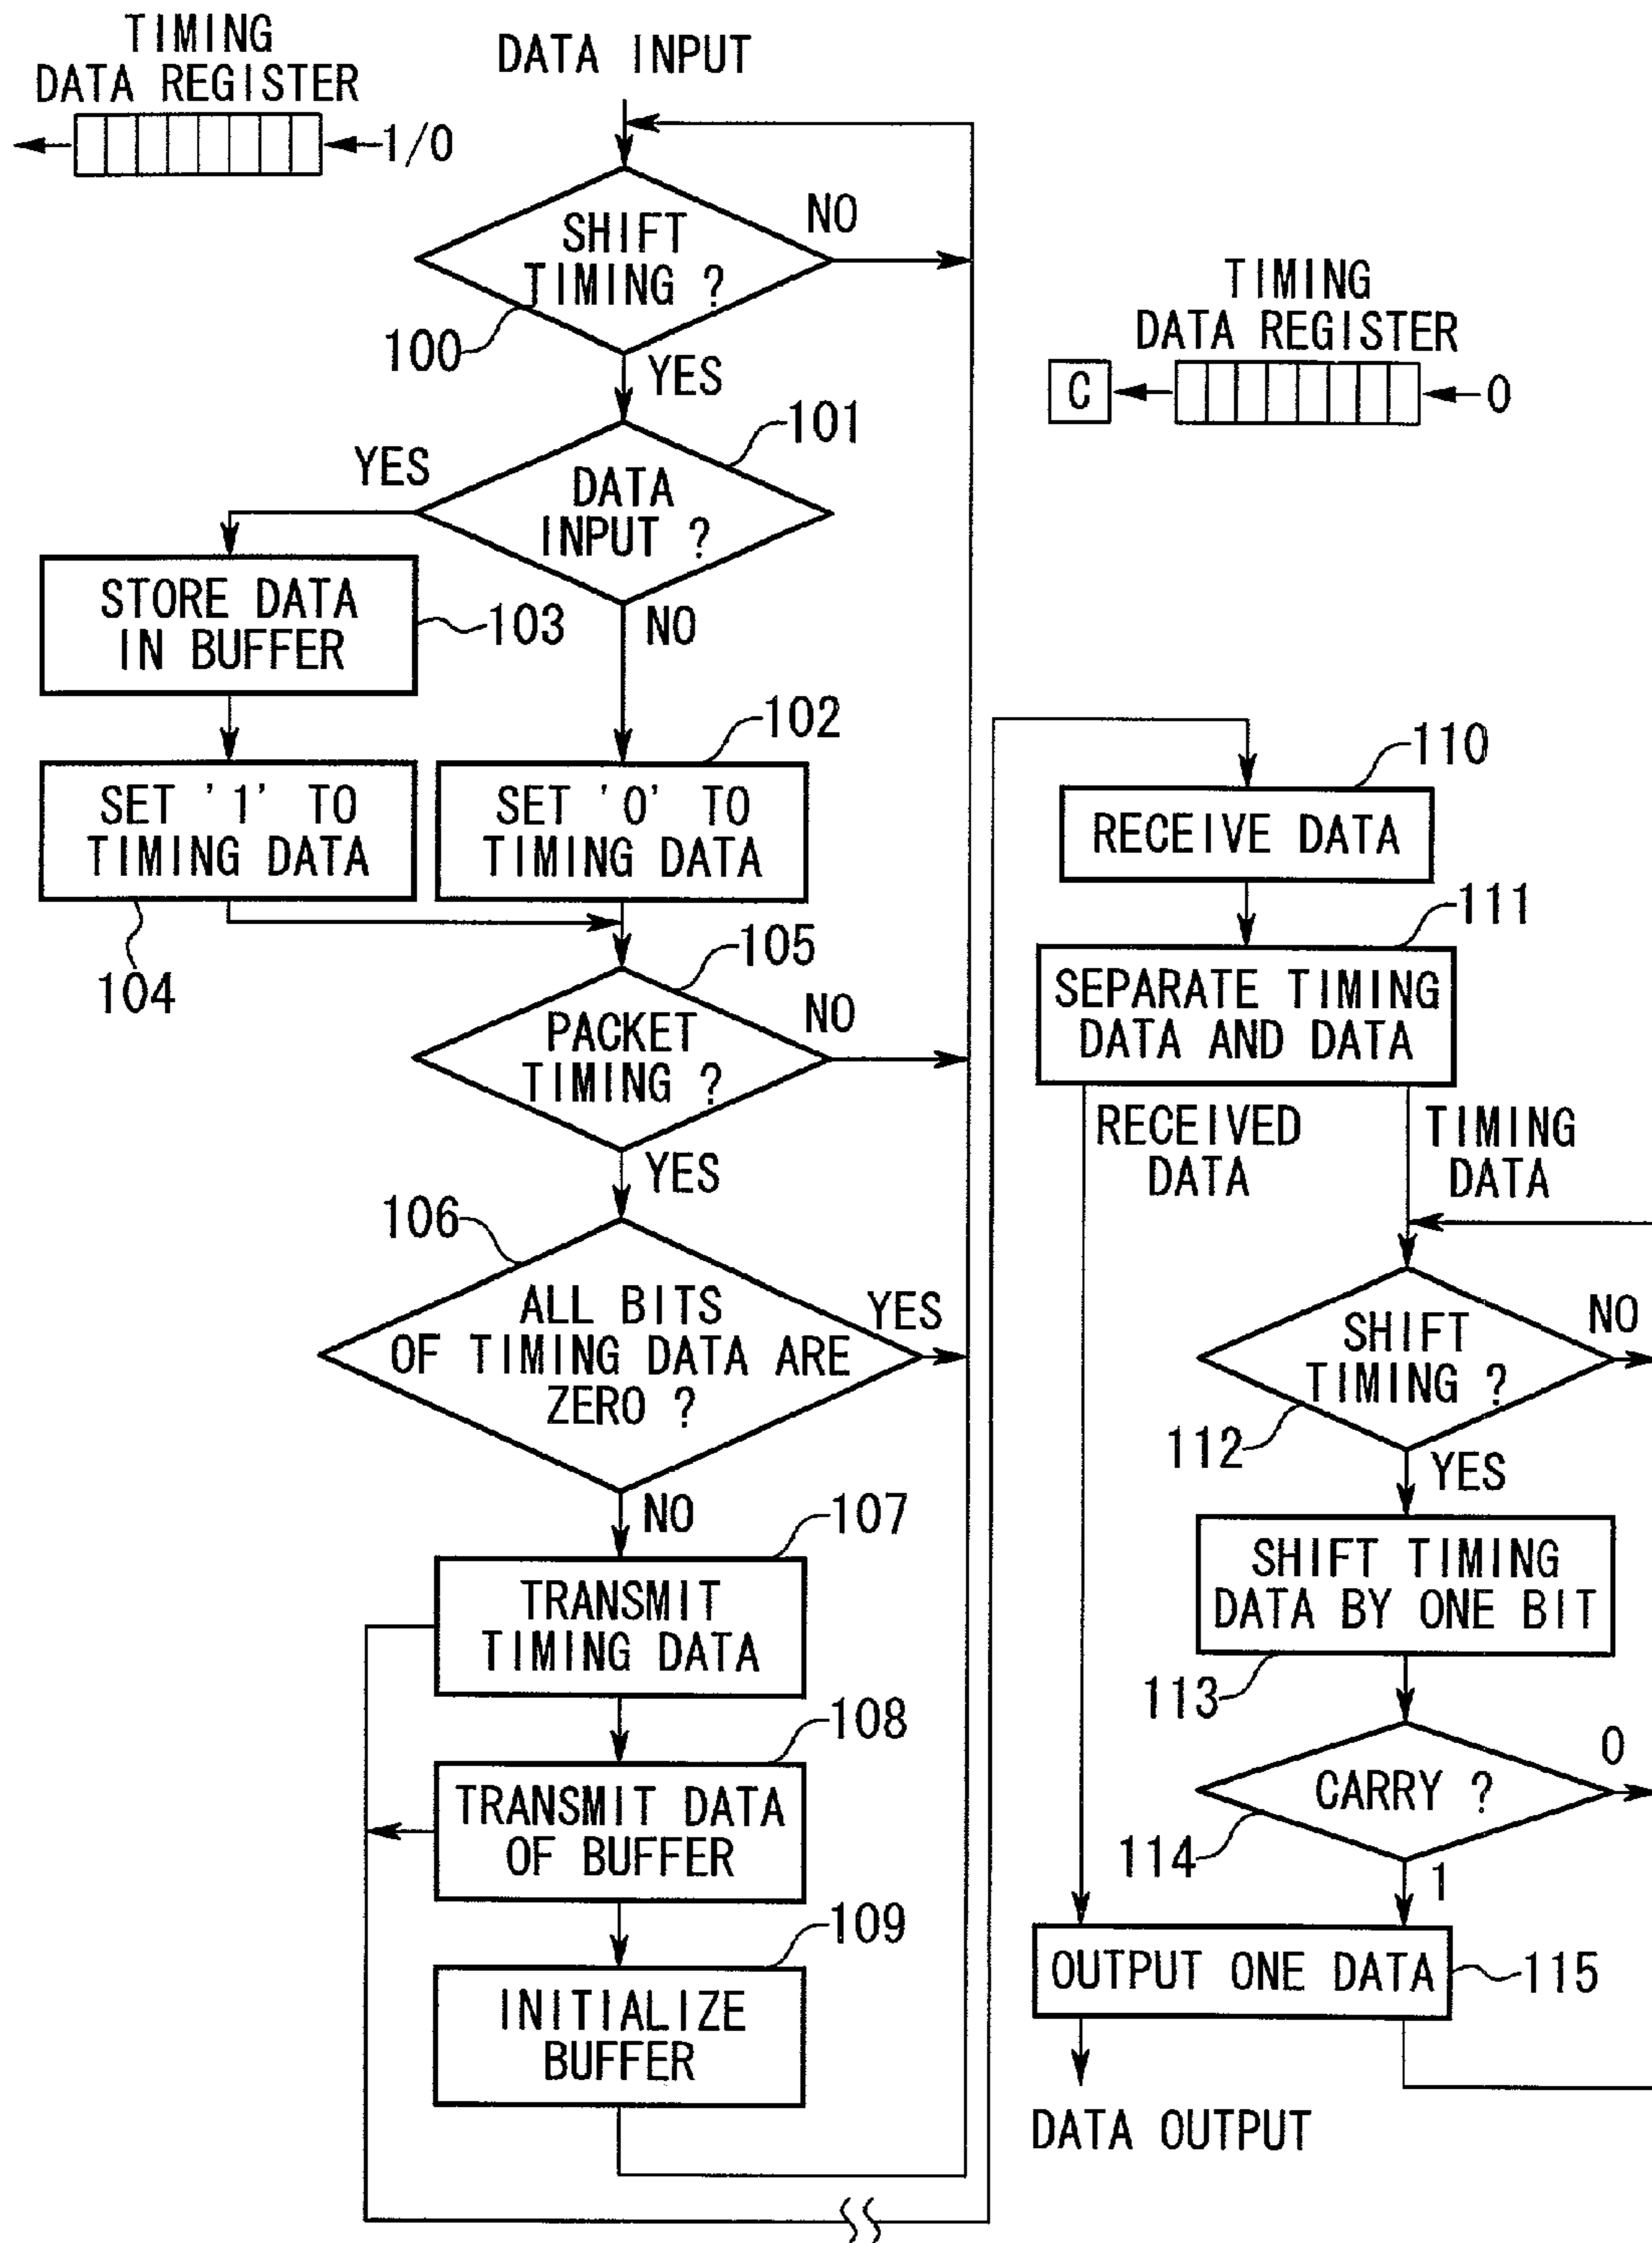 TIMING
DATA REGISTER
1/0
DATA INPUT
SHIFT
TIMING ?
NO
100
YES
101
DATA
INPUT ?
YES
NO
STORE DATA
IN BUFFER
103
102
SET '1' TO
TIMING DATA
SET '0' TO
TIMING DATA
104
105
PACKET
TIMING ?
NO
YES
106
ALL BITS
OF TIMING DATA ARE
ZERO ?
YES
NO
107
TRANSMIT
TIMING DATA
108
TRANSMIT DATA
OF BUFFER
109
INITIALIZE
BUFFER
TIMING
DATA REGISTER
C
0
110
RECEIVE DATA
111
SEPARATE TIMING
DATA AND DATA
RECEIVED
DATA
TIMING
DATA
SHIFT
TIMING ?
NO
112
YES
SHIFT TIMING
DATA BY ONE BIT
113
CARRY ?
0
114
1
OUTPUT ONE DATA
115
DATA OUTPUT